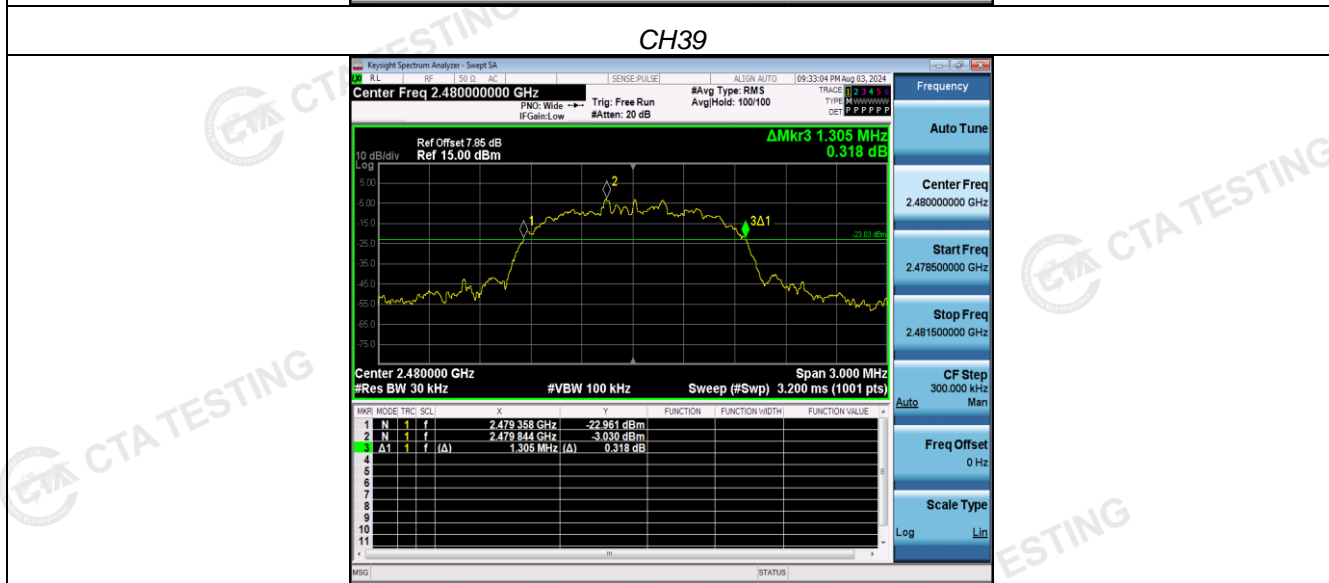 CH39
Keysight Spectrum Analyzer - Swept SA
RL RF 50 Ω AC SENSE:PULSE ALIGN AUTO 09:33:04 PM Aug 03, 2024
Center Freq 2.480000000 GHz
PNO: Wide
IFGain:Low
Trig: Free Run
#Atten: 20 dB
#Avg Type: RMS
Avg|Hold: 100/100
TRACE 1 2 3 4 5 6
TYPE M WWWWW
DET P P P P P P
ΔMkr3 1.305 MHz
0.318 dB
Ref Offset 7.85 dB
10 dB/div Ref 15.00 dBm
Log
5.00
-5.00
-15.0
-25.0
-35.0
-45.0
-55.0
-65.0
-75.0
1
2
3Δ1
-23.03 dBm
Center 2.480000 GHz Span 3.000 MHz
#Res BW 30 kHz #VBW 100 kHz Sweep (#Swp) 3.200 ms (1001 pts)
MKR MODE TRC SCL X Y FUNCTION FUNCTION WIDTH FUNCTION VALUE
1 N 1 f 2.479 358 GHz -22.961 dBm
2 N 1 f 2.479 844 GHz -3.030 dBm
3 Δ1 1 f (Δ) 1.305 MHz (Δ) 0.318 dB
4
5
6
7
8
9
10
11
MSG STATUS
Frequency
Auto Tune
Center Freq
2.480000000 GHz
Start Freq
2.478500000 GHz
Stop Freq
2.481500000 GHz
CF Step
300.000 kHz
Auto Man
Freq Offset
0 Hz
Scale Type
Log Lin
CTA TESTING
CTA TESTING
CTA TESTING
ESTING